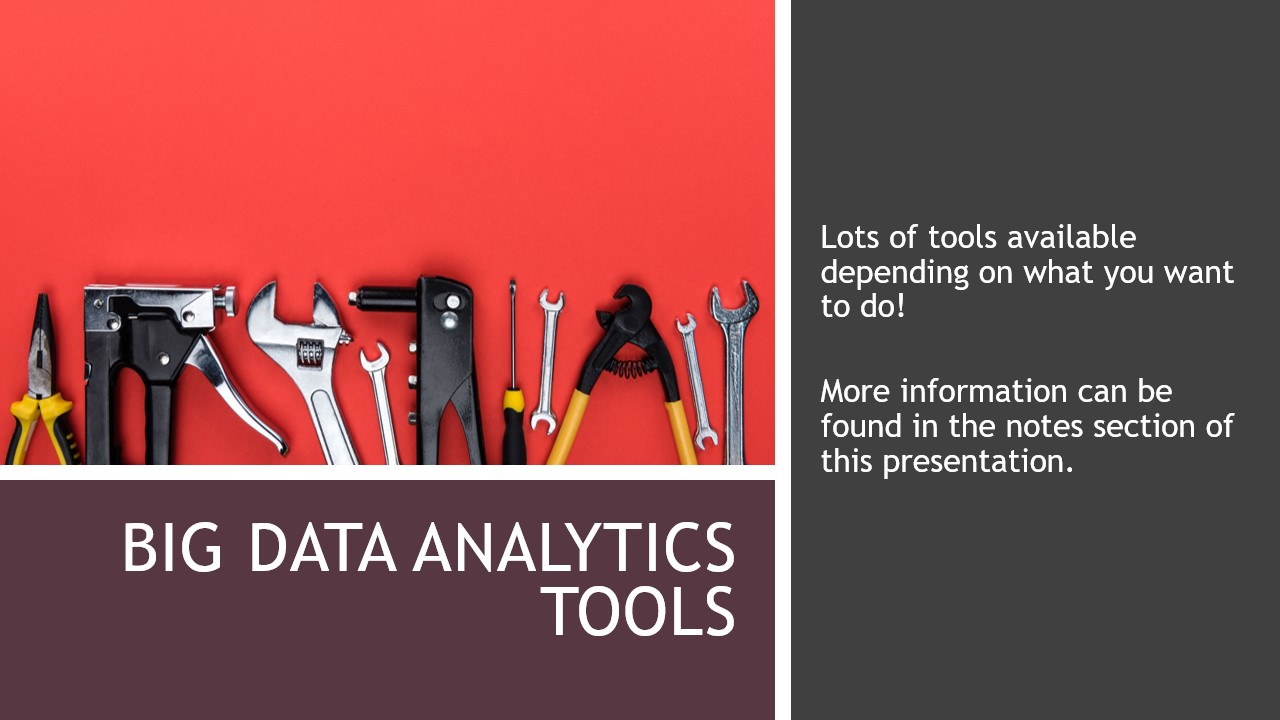 BIG DATA ANALYTICS
TOOLS
Lots of tools available
depending on what you want
to do!
More information can be
found in the notes section of
this presentation.